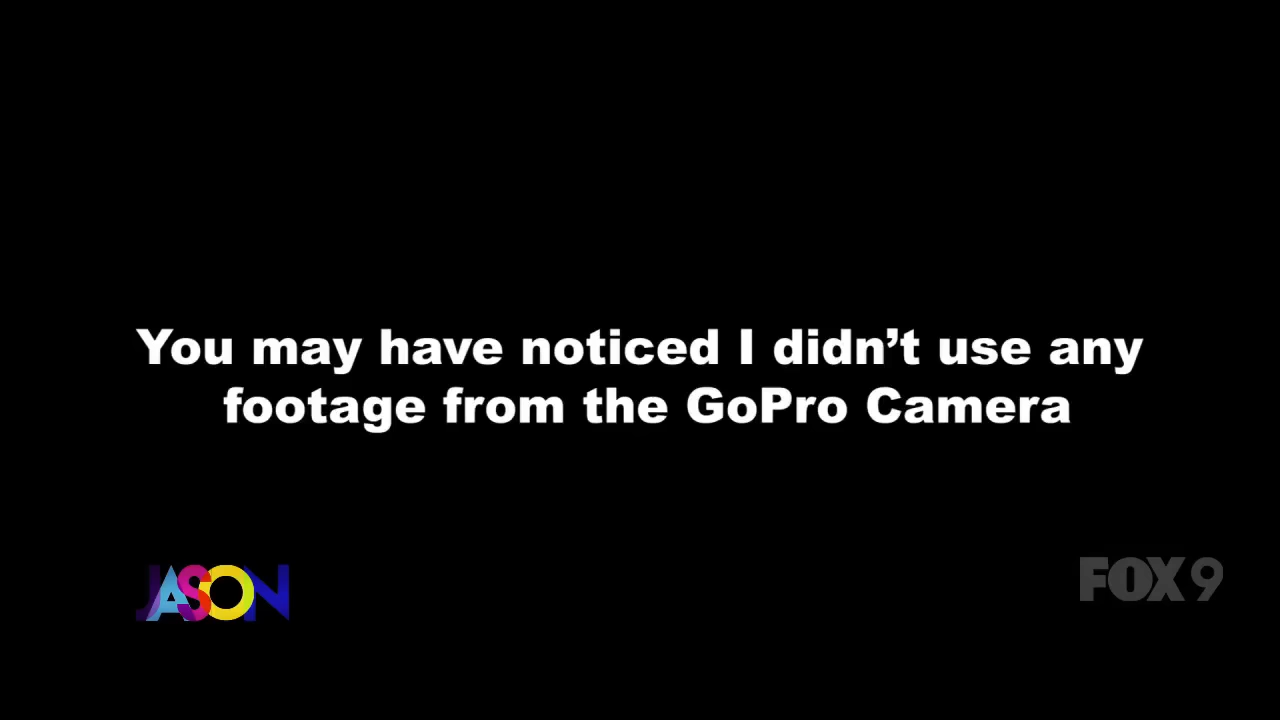 You may have noticed I didn’t use any
footage from the GoPro Camera
JASON
FOX 9